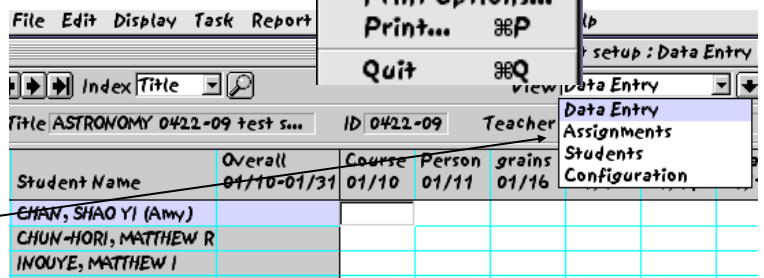 Print Options...
File Edit Display Task Report
Print... ⌘P
lp
Quit ⌘Q
setup : Data Entry
Index Title
View Data Entry
Data Entry
Assignments
Students
Configuration
Title ASTRONOMY 0422-09 test s... ID 0422-09 Teacher
Overall Course Person grains
Student Name 01/10-01/31 01/10 01/11 01/16
CHAN, SHAO YI (Amy)
CHUN-HORI, MATTHEW R
INOUYE, MATTHEW I